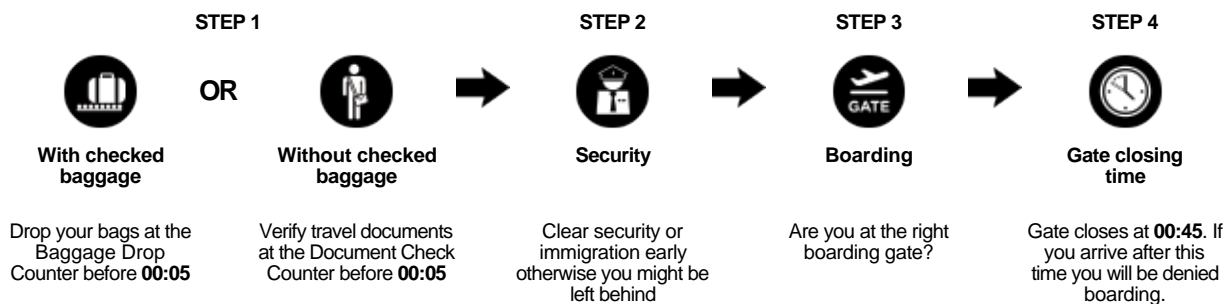 STEP 1
STEP 2
STEP 3
STEP 4
OR
GATE
With checked
baggage
Without checked
baggage
Security
Boarding
Gate closing
time
Drop your bags at the
Baggage Drop
Counter before 00:05
Verify travel documents
at the Document Check
Counter before 00:05
Clear security or
immigration early
otherwise you might be
left behind
Are you at the right
boarding gate?
Gate closes at 00:45. If
you arrive after this
time you will be denied
boarding.